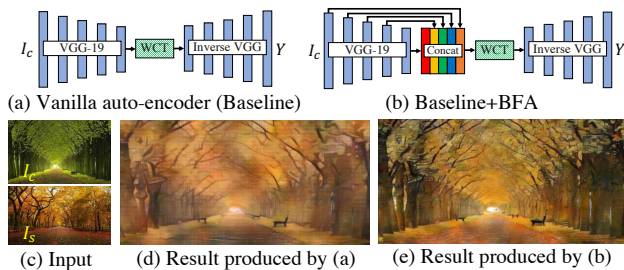 I_c VGG-19 WCT Inverse VGG Y
I_c VGG-19 Concat WCT Inverse VGG Y
(a) Vanilla auto-encoder (Baseline)
(b) Baseline+BFA
I_c
I_s
(c) Input
(d) Result produced by (a)
(e) Result produced by (b)